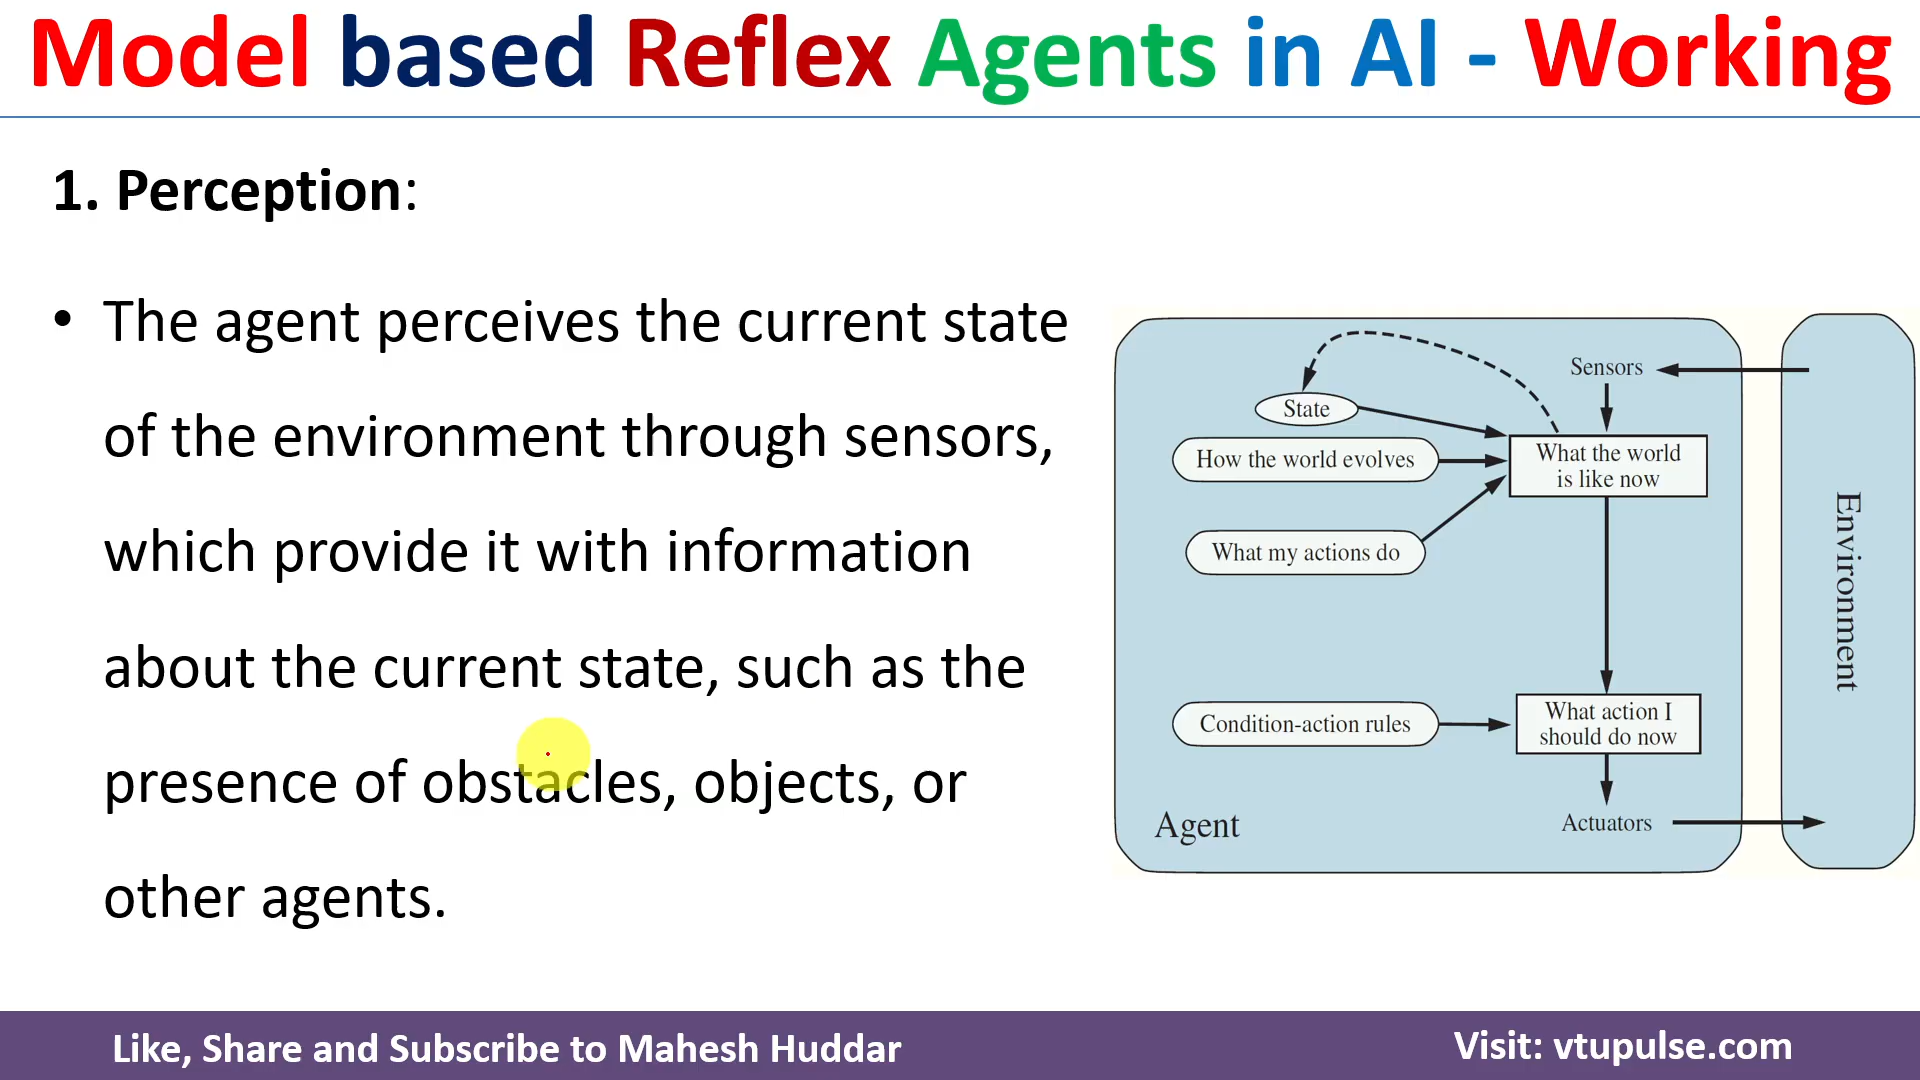 Model based Reflex Agents in AI - Working
1. Perception:
• The agent perceives the current state
of the environment through sensors,
which provide it with information
about the current state, such as the
presence of obstacles, objects, or
other agents.
Sensors
State
What the world
is like now
How the world evolves
What my actions do
Condition-action rules
What action I
should do now
Agent
Actuators
Environment
Like, Share and Subscribe to Mahesh Huddar
Visit: vtupulse.com